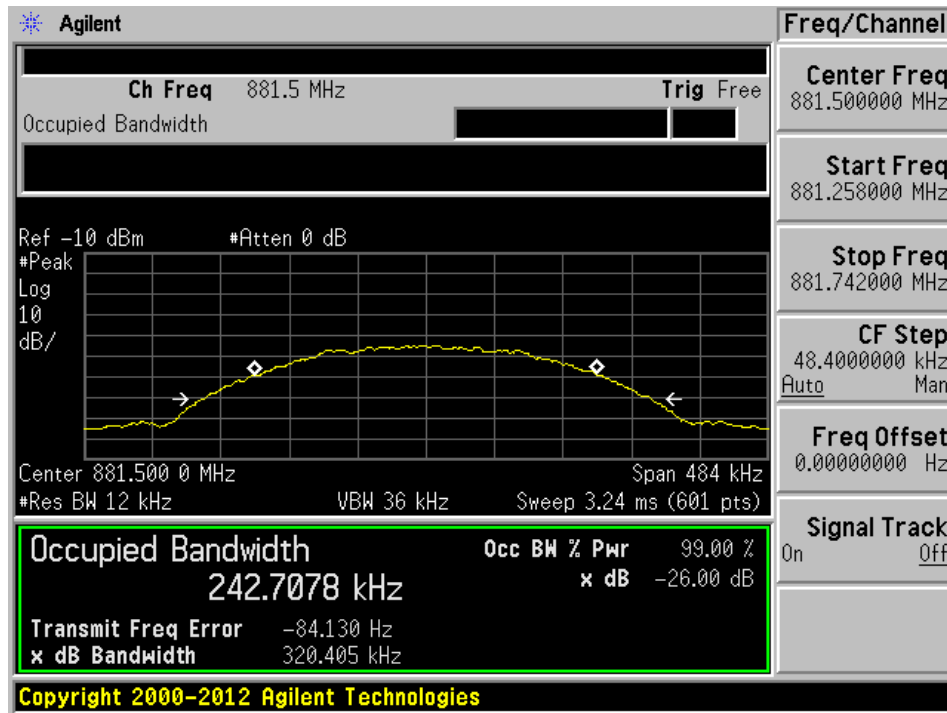 Agilent
Freq/Channel
Ch Freq 881.5 MHz Trig Free
Occupied Bandwidth
Center Freq
881.500000 MHz
Start Freq
881.258000 MHz
Stop Freq
881.742000 MHz
CF Step
48.4000000 kHz
Auto Man
Freq Offset
0.00000000 Hz
Signal Track
On Off
Ref -10 dBm #Atten 0 dB
#Peak
Log
10
dB/
Center 881.500 0 MHz Span 484 kHz
#Res BW 12 kHz VBW 36 kHz Sweep 3.24 ms (601 pts)
Occupied Bandwidth Occ BW % Pwr 99.00 %
242.7078 kHz x dB -26.00 dB
Transmit Freq Error -84.130 Hz
x dB Bandwidth 320.405 kHz
Copyright 2000-2012 Agilent Technologies